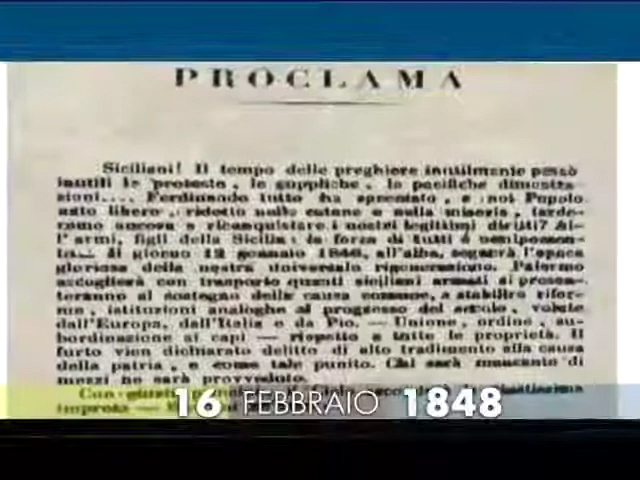 PROCLAMA
Siciliani! Il tempo delle preghiere inutilmente passò
inutili le proteste, le suppliche, le pacifiche dimostra-
zioni.... Ferdinando tutto ha sprezzato, e noi Popolo
nato libero, ridotto nelle catene e nella miseria, tarde-
remo ancora a riconquistare i nostri legittimi diritti? Al-
l'armi, figli della Sicilia: la forza di tutti è
Il giorno 12 gennaio 1848, all'alba, segnerà l'epoca
gloriosa della nostra universale rigenerazione. Palermo
accoglierà con trasporto quanti siciliani armati si presen-
teranno al sostegno della causa comune, a stabilire rifor-
me, istituzioni analoghe al progresso del secolo, volute
dall'Europa, dall'Italia e da Pio. — Unione, ordine, su-
bordinazione ai capi — rispetto a tutte le proprietà. Il
furto vien dichiarato delitto di alto tradimento alla causa
della patria, e come tale punito. Chi sarà mancante di
mezzi ne sarà provveduto.
Con
impresa —
16 FEBBRAIO 1848